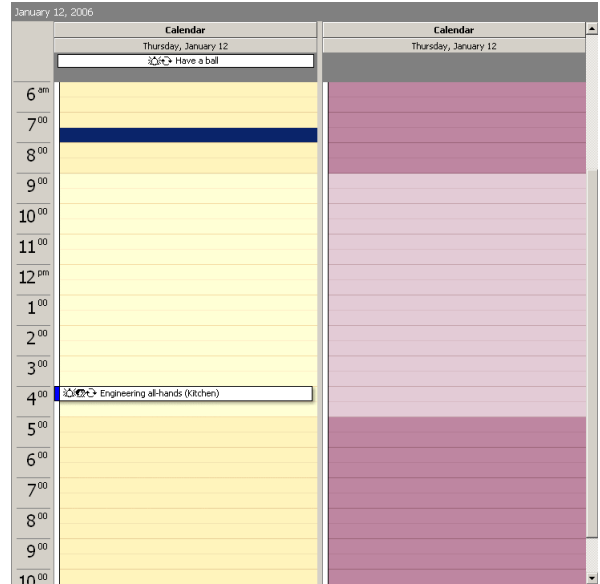 January 12, 2006
Calendar Calendar
Thursday, January 12 Thursday, January 12
Have a ball
6 am
7 00
8 00
9 00
10 00
11 00
12 pm
1 00
2 00
3 00
4 00 Engineering all-hands (Kitchen)
5 00
6 00
7 00
8 00
9 00
10 00